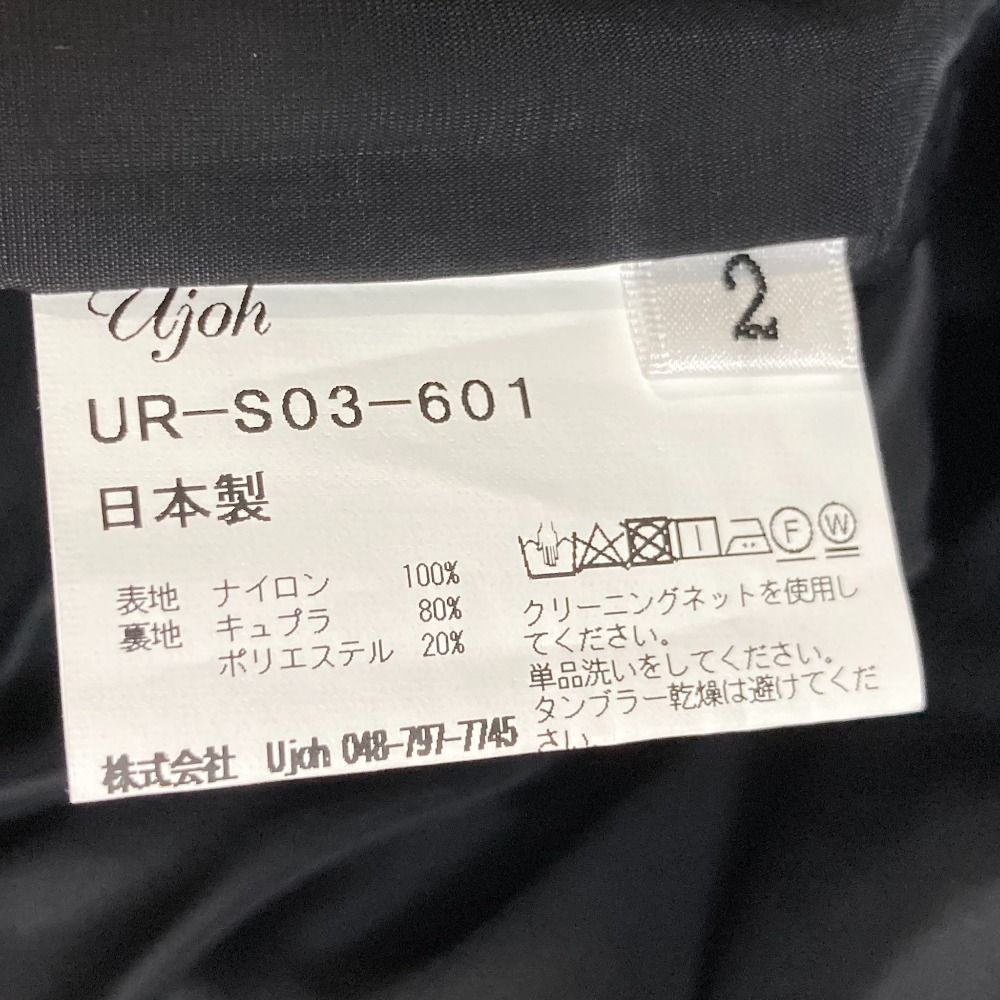 Ujoh
2
UR-S03-601
日本製
表地 ナイロン 100%
裏地 キュプラ 80%
ポリエステル 20%
F W
クリーニングネットを使用し
てください。
単品洗いをしてください。
タンブラー乾燥は避けてくだ
さい。
株式会社 Ujoh 048-797-7745